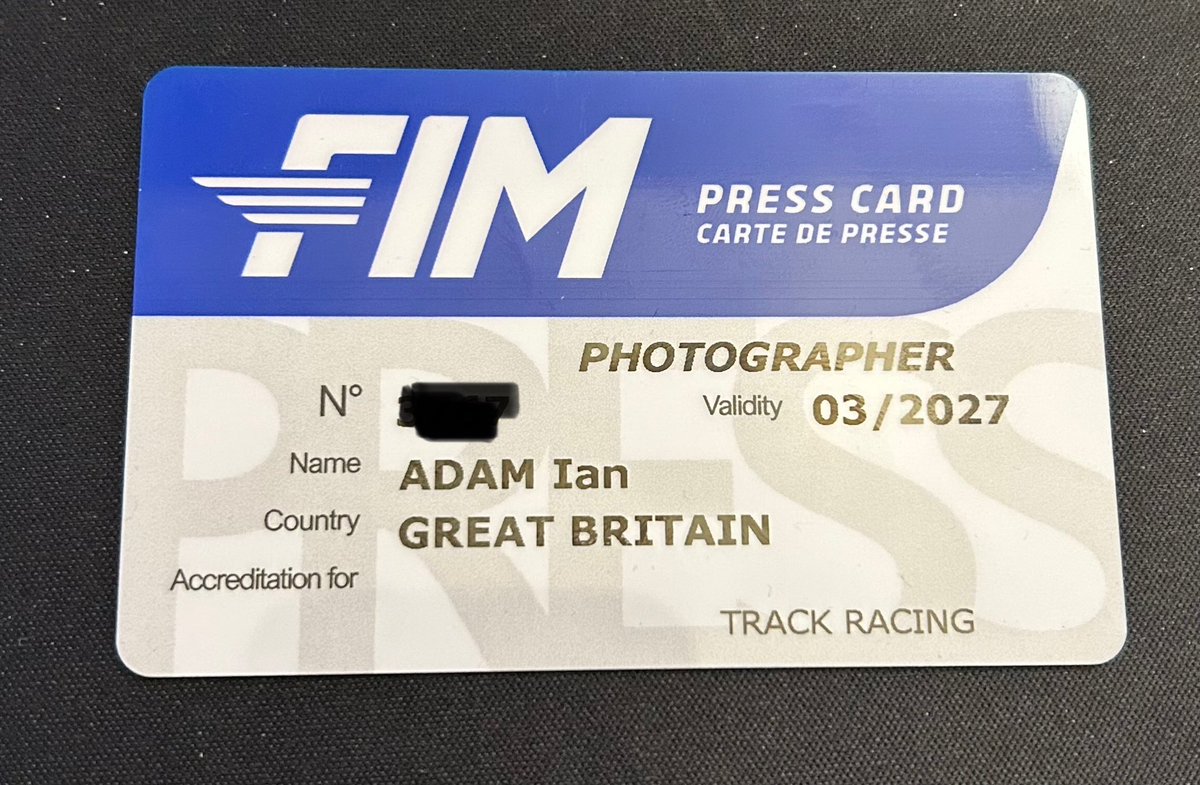 FIM
PRESS CARD
CARTE DE PRESSE
PHOTOGRAPHER
N°
Validity 03/2027
Name ADAM Ian
Country GREAT BRITAIN
Accreditation for
TRACK RACING
PRESS